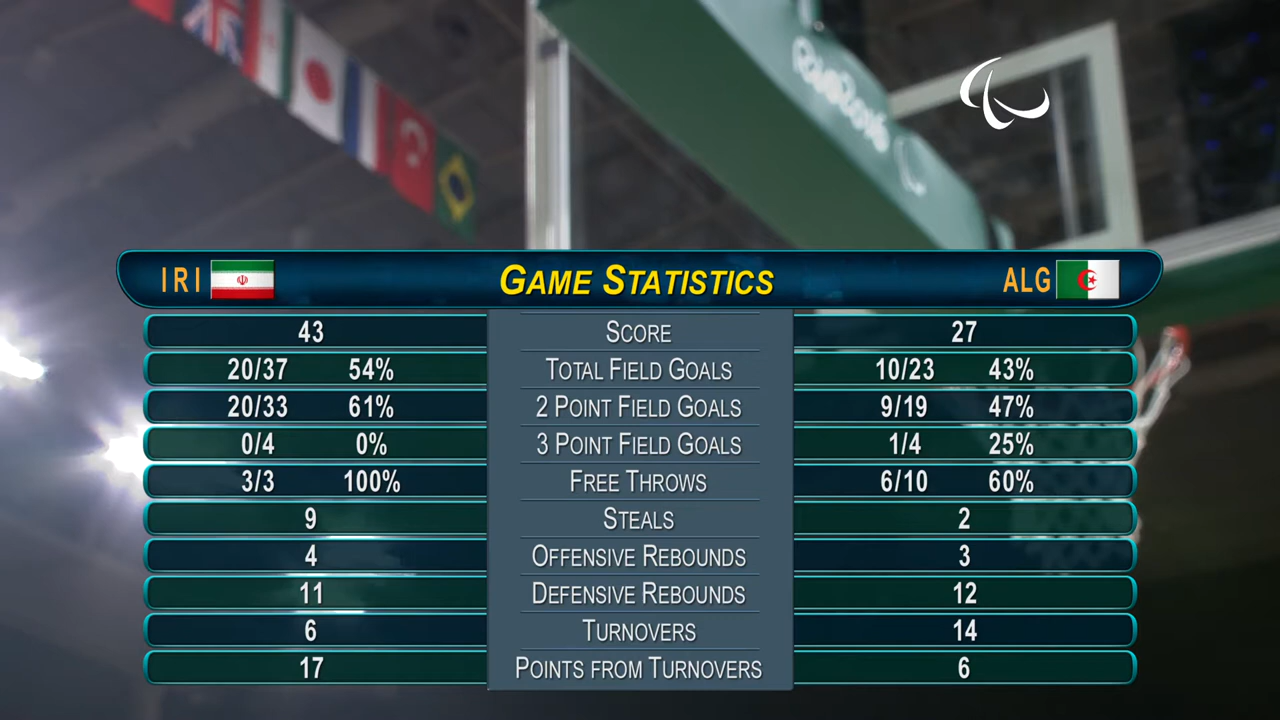 Rio2016
IRI GAME STATISTICS ALG
43 SCORE 27
20/37 54% TOTAL FIELD GOALS 10/23 43%
20/33 61% 2 POINT FIELD GOALS 9/19 47%
0/4 0% 3 POINT FIELD GOALS 1/4 25%
3/3 100% FREE THROWS 6/10 60%
9 STEALS 2
4 OFFENSIVE REBOUNDS 3
11 DEFENSIVE REBOUNDS 12
6 TURNOVERS 14
17 POINTS FROM TURNOVERS 6